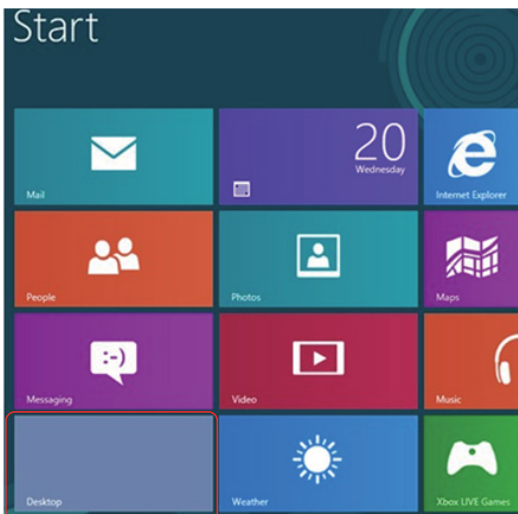 Start
Mail
20
Wednesday
Internet Explorer
People
Photos
Maps
:-)
Messaging
Video
Music
Desktop
Weather
Xbox LIVE Games